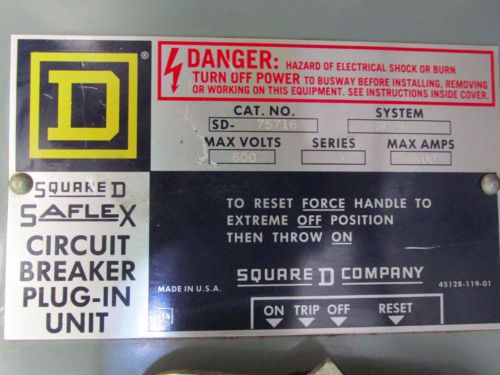 D
®
DANGER: HAZARD OF ELECTRICAL SHOCK OR BURN
TURN OFF POWER TO BUSWAY BEFORE INSTALLING, REMOVING
OR WORKING ON THIS EQUIPMENT. SEE INSTRUCTIONS INSIDE COVER.
CAT. NO. SYSTEM
SD- 75716
MAX VOLTS SERIES MAX AMPS
600
SQUARE D
SAFLEX
CIRCUIT
BREAKER
PLUG-IN
UNIT
TO RESET FORCE HANDLE TO
EXTREME OFF POSITION
THEN THROW ON
SQUARE D COMPANY
MADE IN U.S.A. 45128-119-01
ON TRIP OFF RESET